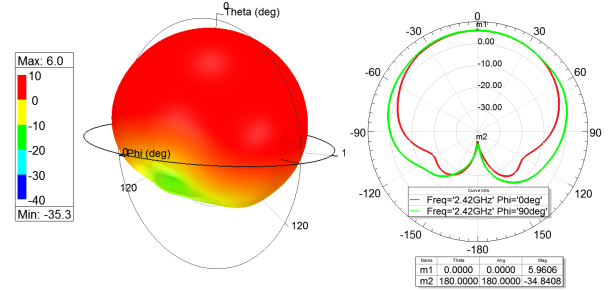 0
Theta (deg)
Max: 6.0
10
0
-10
-20
-30
-40
Min: -35.3
0
Phi (deg)
1
120
120
0
m1
-30
30
0.00
-60
60
-10.00
-20.00
-30.00
-90
90
m2
-120
120
Curve Info
Freq='2.42GHz' Phi='0deg'
Freq='2.42GHz' Phi='90deg'
-150
150
-180
Name Theta Ang Mag
m1 0.0000 0.0000 5.9606
m2 180.0000 180.0000 -34.8408